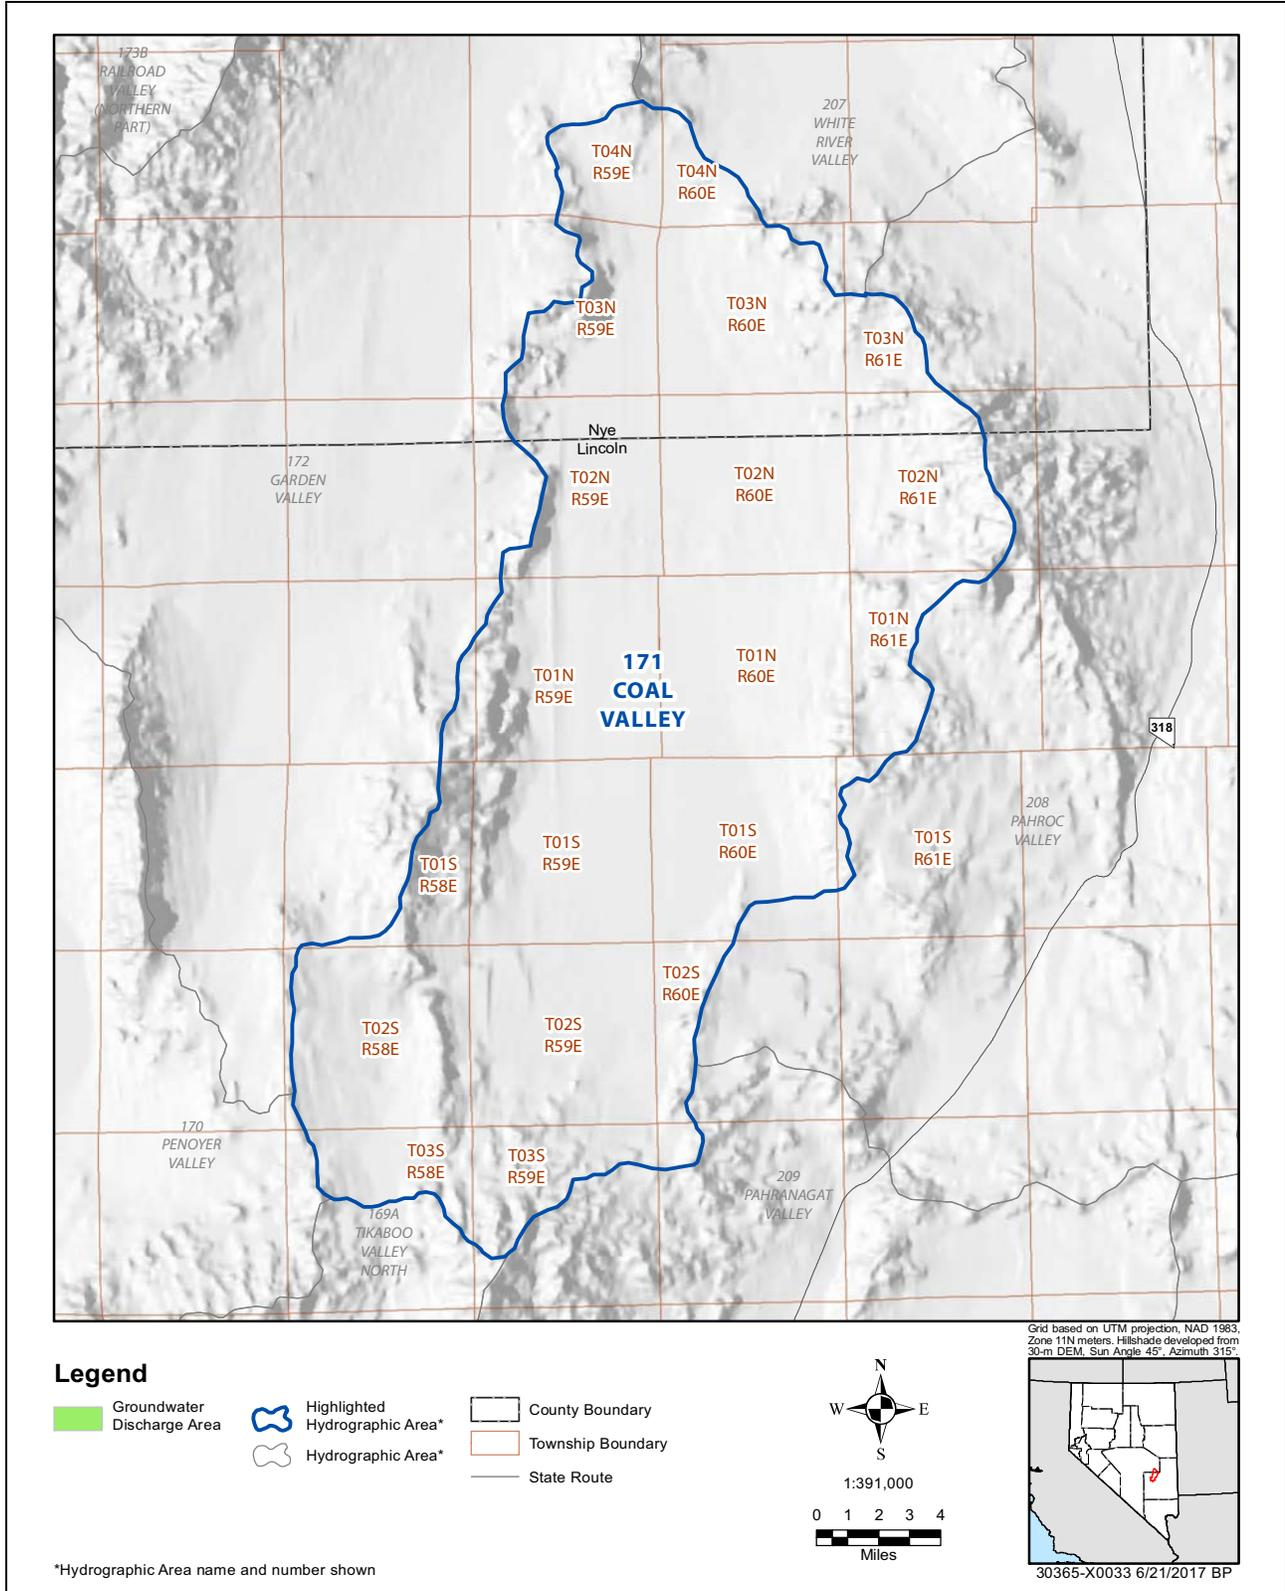 173B
RAILROAD
VALLEY
(NORTHERN
PART)
207
WHITE
RIVER
VALLEY
T04N
R59E
T04N
R60E
T03N
R59E
T03N
R60E
T03N
R61E
Nye
Lincoln
172
GARDEN
VALLEY
T02N
R59E
T02N
R60E
T02N
R61E
T01N
R61E
171
COAL
VALLEY
T01N
R59E
T01N
R60E
318
208
PAHROC
VALLEY
T01S
R58E
T01S
R59E
T01S
R60E
T01S
R61E
T02S
R60E
T02S
R58E
T02S
R59E
170
PENOYER
VALLEY
T03S
R58E
T03S
R59E
209
PAHRANAGAT
VALLEY
169A
TIKABOO
VALLEY
NORTH
Grid based on UTM projection, NAD 1983,
Zone 11N meters. Hillshade developed from
30-m DEM, Sun Angle 45°, Azimuth 315°.
Legend
Groundwater
Discharge Area
Highlighted
Hydrographic Area*
Hydrographic Area*
County Boundary
Township Boundary
State Route
N
W E
S
1:391,000
0 1 2 3 4
Miles
*Hydrographic Area name and number shown
30365-X0033 6/21/2017 BP